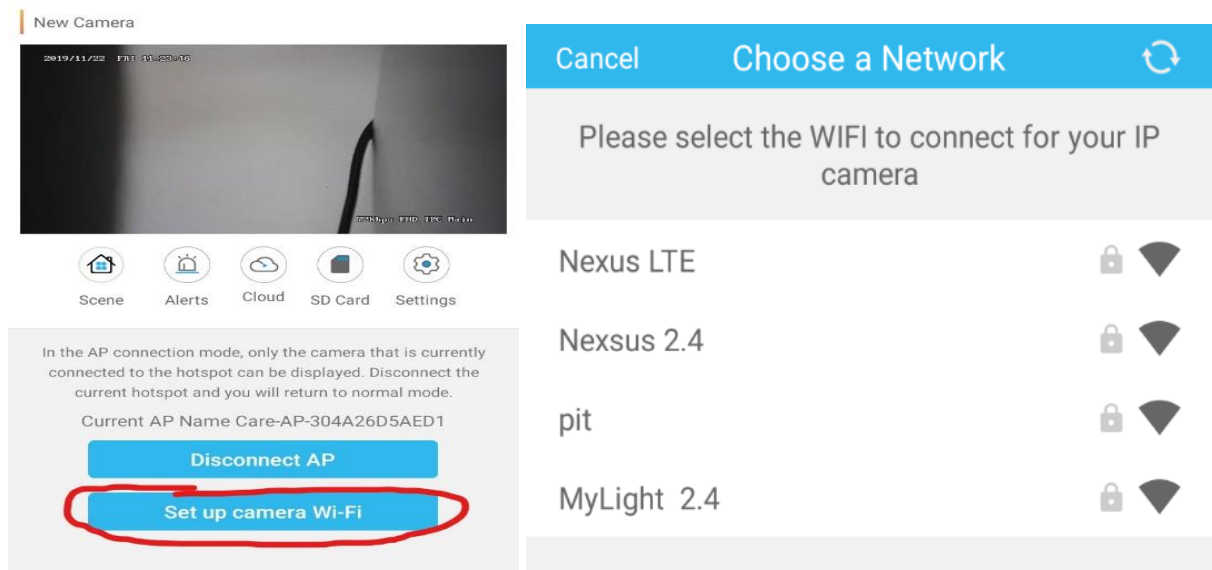 New Camera
2019/11/22 FRI
FHD IPC Main
Scene
Alerts
Cloud
SD Card
Settings
In the AP connection mode, only the camera that is currently
connected to the hotspot can be displayed. Disconnect the
current hotspot and you will return to normal mode.
Current AP Name Care-AP-304A26D5AED1
Disconnect AP
Set up camera Wi-Fi
Cancel
Choose a Network
Please select the WIFI to connect for your IP
camera
Nexus LTE
Nexsus 2.4
pit
MyLight 2.4